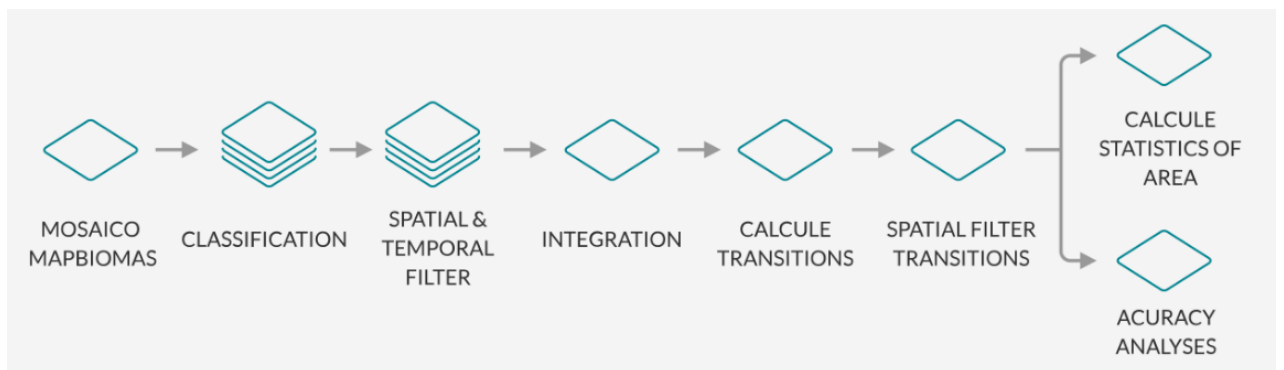 MOSAICO
MAPBIOMAS
CLASSIFICATION
SPATIAL &
TEMPORAL
FILTER
INTEGRATION
CALCULE
TRANSITIONS
SPATIAL FILTER
TRANSITIONS
CALCULE
STATISTICS OF
AREA
ACURACY
ANALYSES